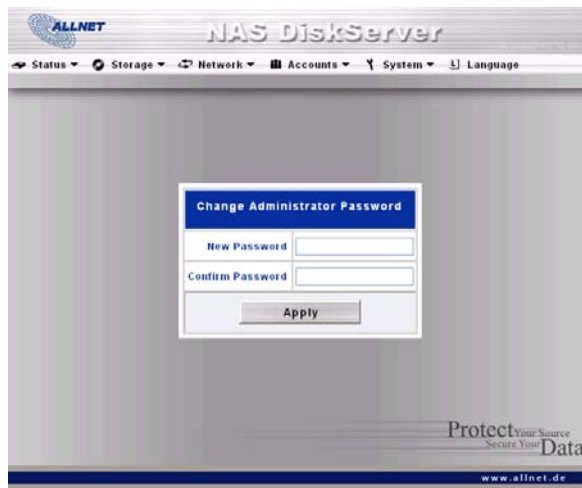 ALLNET
NAS DiskServer
Status Storage Network Accounts System Language
Change Administrator Password
New Password
Confirm Password
Apply
Protect Your Source
Secure Your Data
www.allnet.de